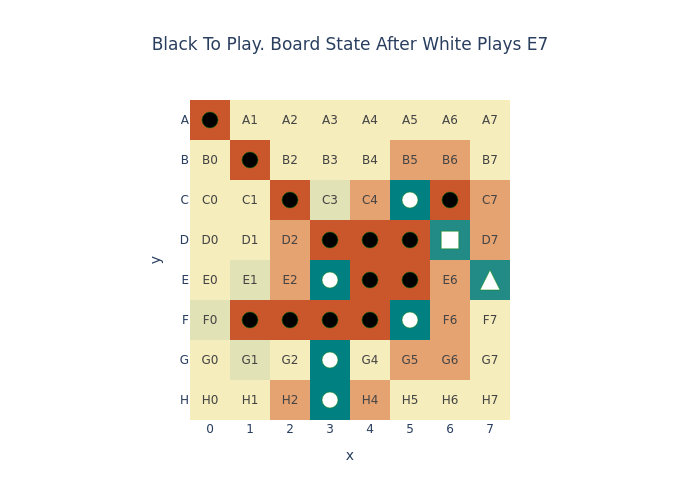 Black To Play. Board State After White Plays E7
A A1 A2 A3 A4 A5 A6 A7
B B0 B2 B3 B4 B5 B6 B7
C C0 C1 C3 C4 C7
D D0 D1 D2 D7
E E0 E1 E2 E6
F F0 F6 F7
G G0 G1 G2 G4 G5 G6 G7
H H0 H1 H2 H4 H5 H6 H7
0 1 2 3 4 5 6 7
x
y